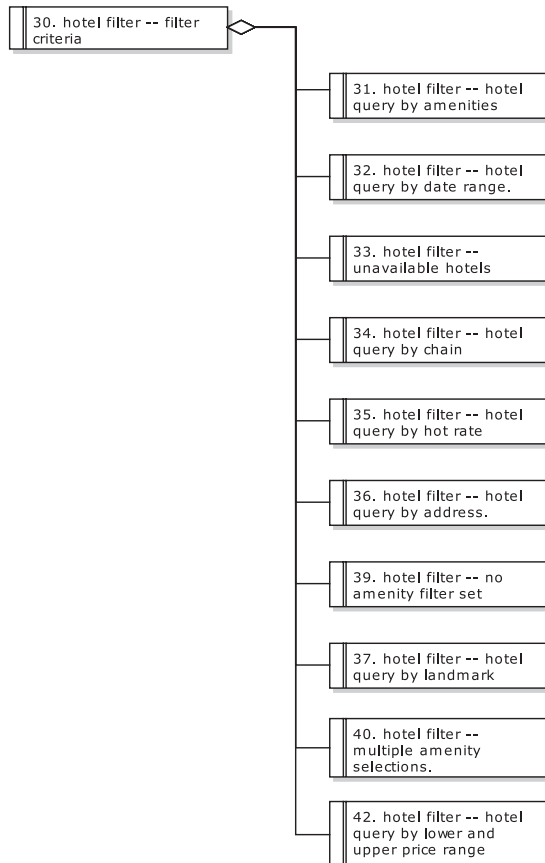 30. hotel filter -- filter
criteria
31. hotel filter -- hotel
query by amenities
32. hotel filter -- hotel
query by date range.
33. hotel filter --
unavailable hotels
34. hotel filter -- hotel
query by chain
35. hotel filter -- hotel
query by hot rate
36. hotel filter -- hotel
query by address.
39. hotel filter -- no
amenity filter set
37. hotel filter -- hotel
query by landmark
40. hotel filter --
multiple amenity
selections.
42. hotel filter -- hotel
query by lower and
upper price range